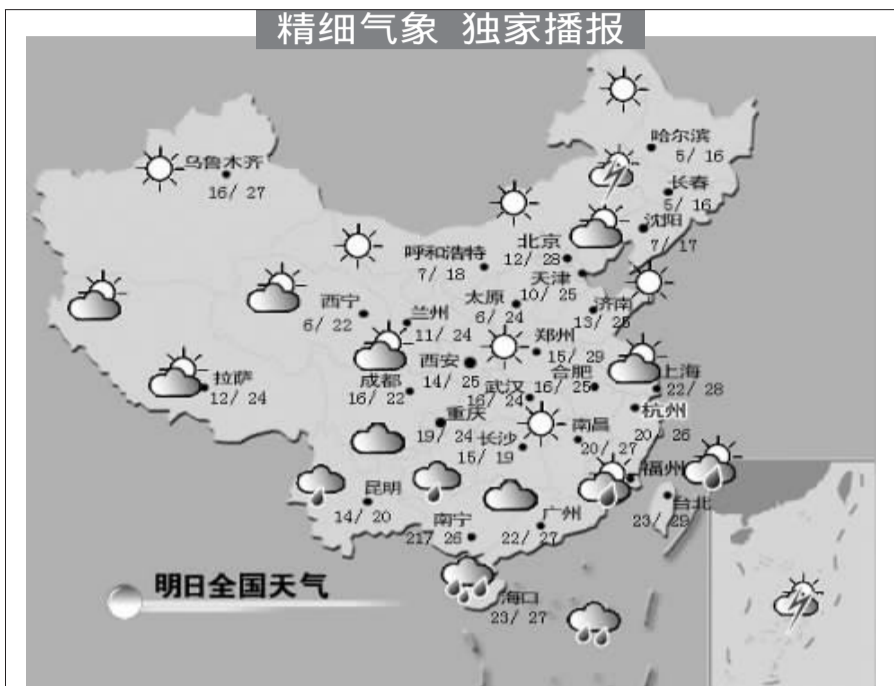 精细气象 独家播报
哈尔滨
5/ 16
乌鲁木齐
16/ 27
长春
5/ 16
沈阳
7/ 17
北京
12/ 28
呼和浩特
7/ 18
天津
10/ 25
太原
6/ 24
济南
13/ 25
西宁
6/ 22
兰州
11/ 24
郑州
15/ 29
西安
14/ 25
合肥
16/ 25
上海
22/ 28
拉萨
12/ 24
成都
16/ 22
武汉
16/ 24
杭州
20/ 26
重庆
19/ 24
长沙
15/ 19
南昌
20/ 27
福州
昆明
14/ 20
台北
23/ 29
南宁
217 26
广州
22/ 27
明日全国天气
海口
23/ 27